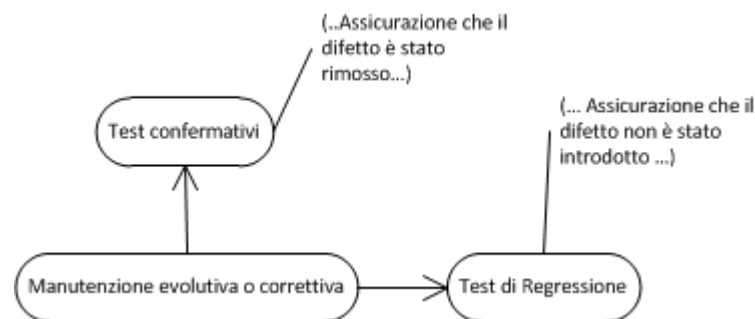 (..Assicurazione che il
difetto è stato
rimosso...)
(... Assicurazione che il
difetto non è stato
introdotto ...)
Test confermativi
Manutenzione evolutiva o correttiva
Test di Regressione